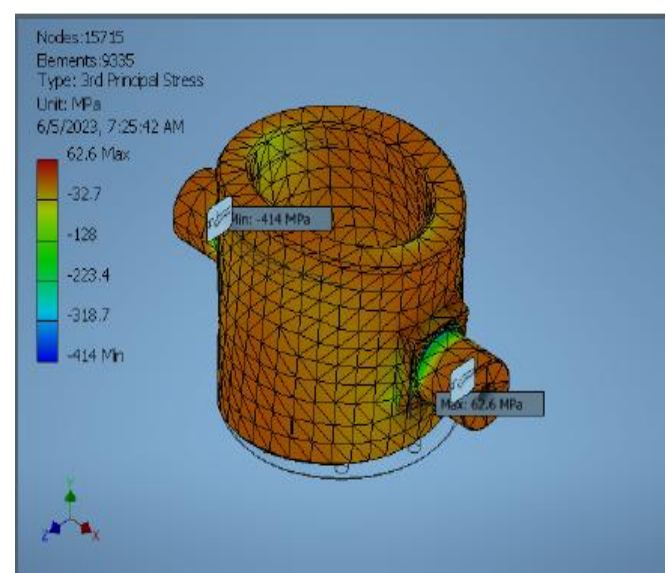 Nodes:15715
Elements:9335
Type: 3rd Principal Stress
Unit: MPa
6/5/2023, 7:25:42 AM
62.6 Max
-32.7
-128
-223.4
-318.7
-414 Min
Min: -414 MPa
Max: 62.6 MPa
Y
Z
X